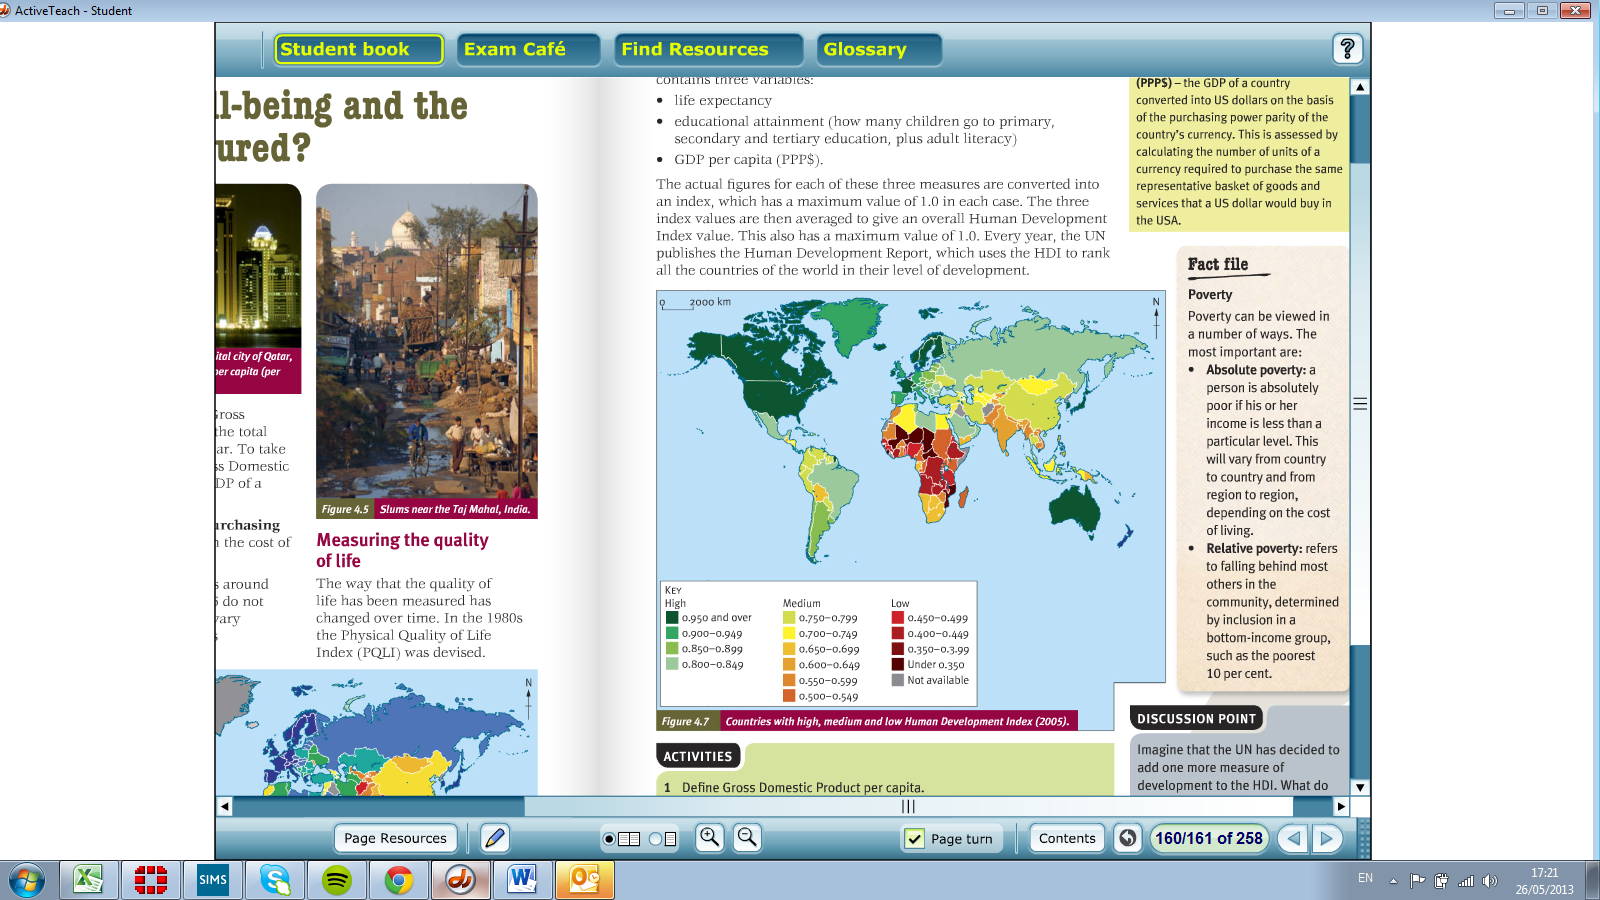 ActiveTeach - Student
Student book
Exam Café
Find Resources
Glossary
?
ll-being and the
ured?
ital city of Qatar,
per capita (per
Gross
the total
ar. To take
ss Domestic
DP of a
urchasing
n the cost of
s around
do not
vary
Figure 4.5 Slums near the Taj Mahal, India.
Measuring the quality
of life
The way that the quality of
life has been measured has
changed over time. In the 1980s
the Physical Quality of Life
Index (PQLI) was devised.
N
contains three variables:
• life expectancy
• educational attainment (how many children go to primary,
secondary and tertiary education, plus adult literacy)
• GDP per capita (PPP$).
The actual figures for each of these three measures are converted into
an index, which has a maximum value of 1.0 in each case. The three
index values are then averaged to give an overall Human Development
Index value. This also has a maximum value of 1.0. Every year, the UN
publishes the Human Development Report, which uses the HDI to rank
all the countries of the world in their level of development.
0 2000 km
N
KEY
High
0.950 and over
0.900–0.949
0.850–0.899
0.800–0.849
Medium
0.750–0.799
0.700–0.749
0.650–0.699
0.600–0.649
0.550–0.599
0.500–0.549
Low
0.450–0.499
0.400–0.449
0.350–0.3.99
Under 0.350
Not available
Figure 4.7 Countries with high, medium and low Human Development Index (2005).
ACTIVITIES
1 Define Gross Domestic Product per capita.
(PPP$) – the GDP of a country
converted into US dollars on the basis
of the purchasing power parity of the
country's currency. This is assessed by
calculating the number of units of a
currency required to purchase the same
representative basket of goods and
services that a US dollar would buy in
the USA.
Fact file
Poverty
Poverty can be viewed in
a number of ways. The
most important are:
• Absolute poverty: a
person is absolutely
poor if his or her
income is less than a
particular level. This
will vary from country
to country and from
region to region,
depending on the cost
of living.
• Relative poverty: refers
to falling behind most
others in the
community, determined
by inclusion in a
bottom-income group,
such as the poorest
10 per cent.
DISCUSSION POINT
Imagine that the UN has decided to
add one more measure of
development to the HDI. What do
Page Resources
Page turn
Contents
160/161 of 258
SIMS
EN
17:21
26/05/2013